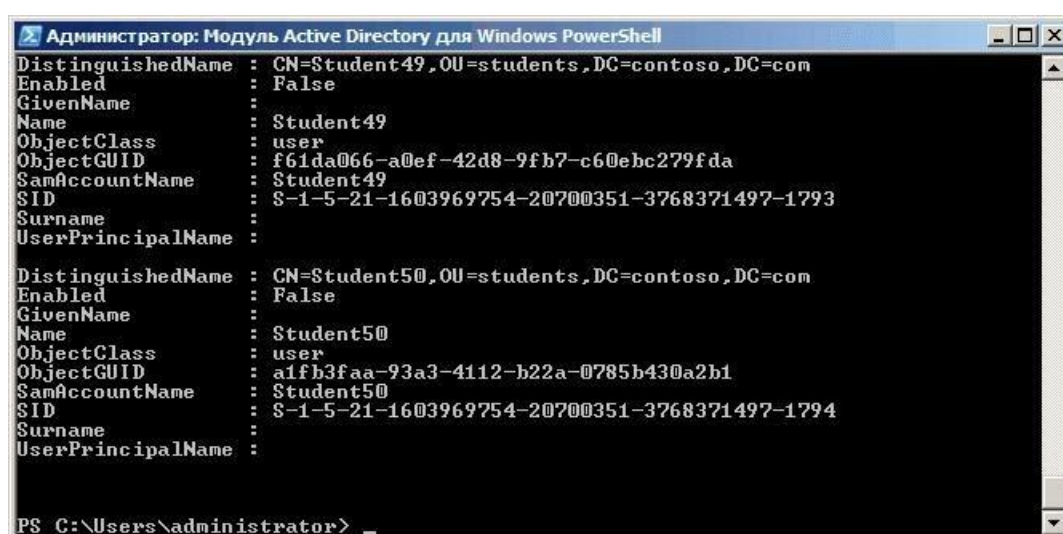 Администратор: Модуль Active Directory для Windows PowerShell
DistinguishedName : CN=Student49,OU=students,DC=contoso,DC=com
Enabled           : False
GivenName         :
Name              : Student49
ObjectClass       : user
ObjectGUID        : f61da066-a0ef-42d8-9fb7-c60ebc279fda
SamAccountName    : Student49
SID               : S-1-5-21-1603969754-20700351-3768371497-1793
Surname           :
UserPrincipalName :
DistinguishedName : CN=Student50,OU=students,DC=contoso,DC=com
Enabled           : False
GivenName         :
Name              : Student50
ObjectClass       : user
ObjectGUID        : a1fb3faa-93a3-4112-b22a-0785b430a2b1
SamAccountName    : Student50
SID               : S-1-5-21-1603969754-20700351-3768371497-1794
Surname           :
UserPrincipalName :
PS C:\Users\administrator> _